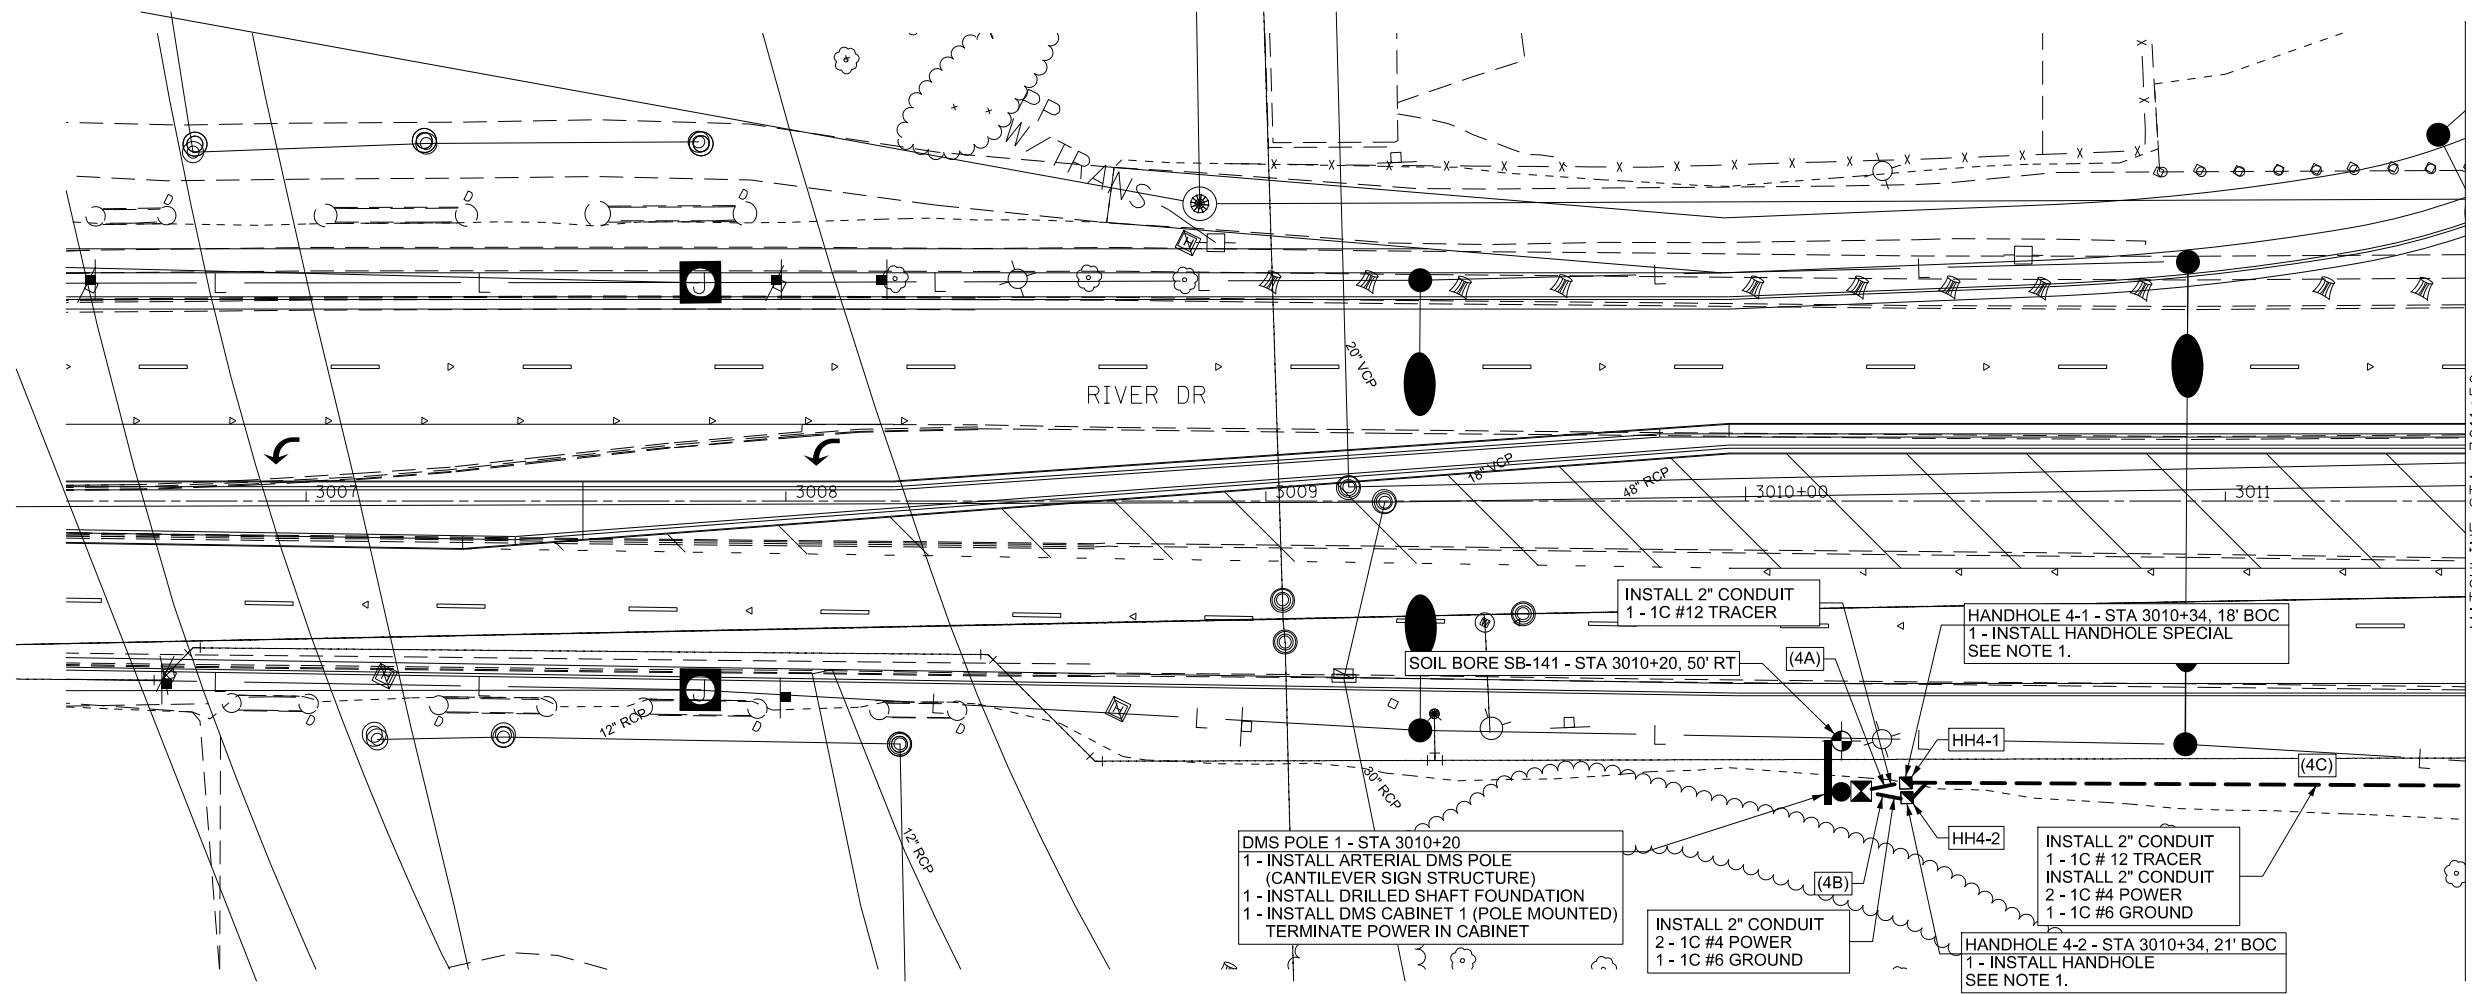 PP
W/TRANS
J
20" VCP
RIVER DR
18" VCP
48" RCP
3007
3008
3009
3010+00
3011
INSTALL 2" CONDUIT
1 - 1C #12 TRACER
HANDHOLE 4-1 - STA 3010+34, 18' BOC
1 - INSTALL HANDHOLE SPECIAL
SEE NOTE 1.
SOIL BORE SB-141 - STA 3010+20, 50' RT
(4A)
J
12" RCP
HH4-1
(4C)
30" RCP
12" RCP
DMS POLE 1 - STA 3010+20
1 - INSTALL ARTERIAL DMS POLE
(CANTILEVER SIGN STRUCTURE)
1 - INSTALL DRILLED SHAFT FOUNDATION
1 - INSTALL DMS CABINET 1 (POLE MOUNTED)
TERMINATE POWER IN CABINET
HH4-2
(4B)
INSTALL 2" CONDUIT
1 - 1C # 12 TRACER
INSTALL 2" CONDUIT
2 - 1C #4 POWER
1 - 1C #6 GROUND
INSTALL 2" CONDUIT
2 - 1C #4 POWER
1 - 1C #6 GROUND
HANDHOLE 4-2 - STA 3010+34, 21' BOC
1 - INSTALL HANDHOLE
SEE NOTE 1.